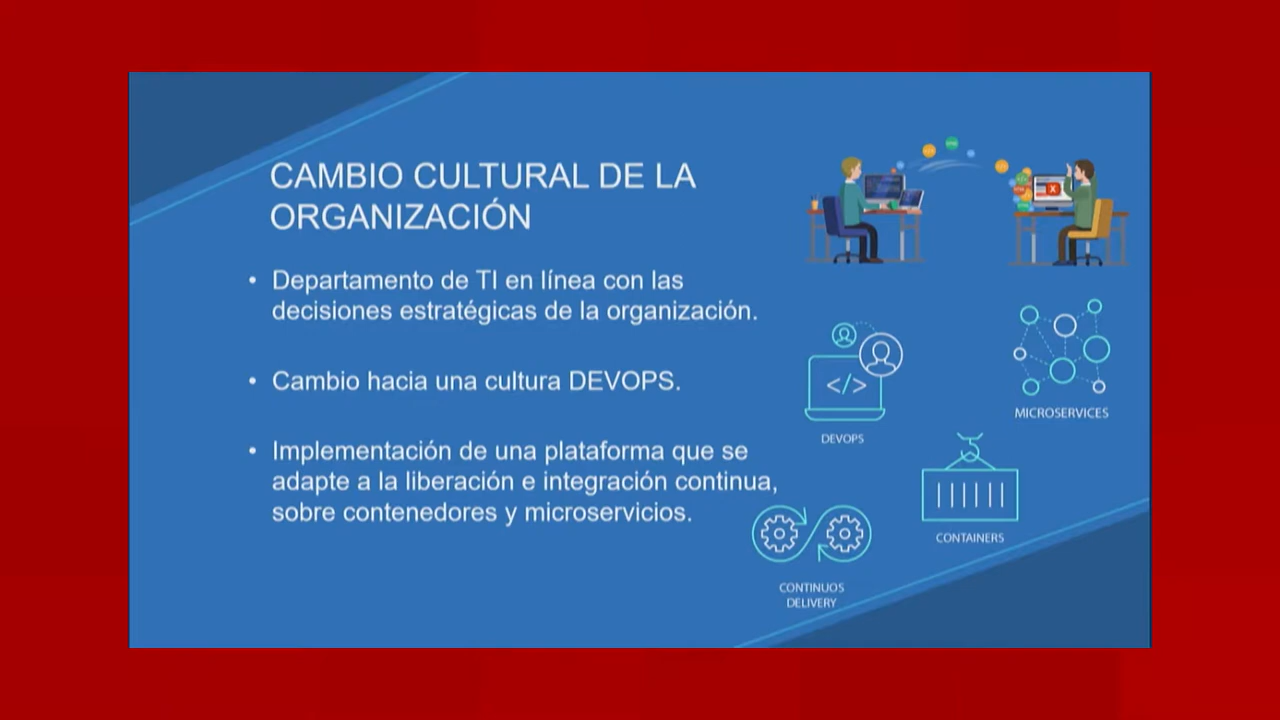 CAMBIO CULTURAL DE LA
ORGANIZACIÓN
• Departamento de TI en línea con las
decisiones estratégicas de la organización.
• Cambio hacia una cultura DEVOPS.
• Implementación de una plataforma que se
adapte a la liberación e integración continua,
sobre contenedores y microservicios.
</>
DEVOPS
MICROSERVICES
CONTAINERS
CONTINUOS
DELIVERY
X